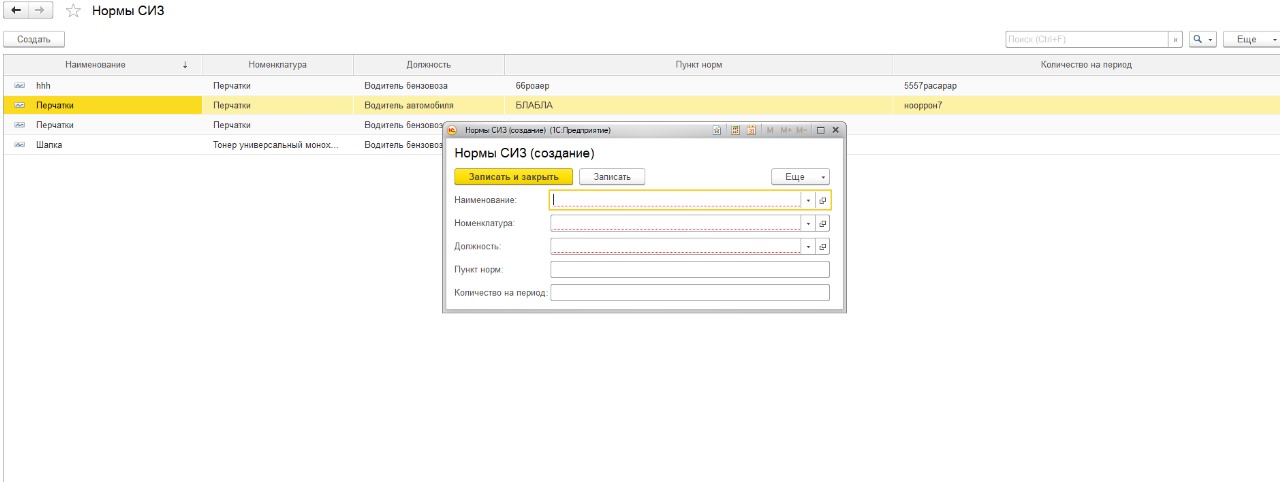 Нормы СИЗ
Создать
Поиск (Ctrl+F)
Еще
Наименование Номенклатура Должность Пункт норм Количество на период
hhh Перчатки Водитель бензовоза 66роаер 5557расарар
Перчатки Перчатки Водитель автомобиля БЛАБЛА нооррон7
Перчатки Перчатки Водитель бензовоз
Шапка Тонер универсальный монох... Водитель бензовоз
Нормы СИЗ (создание) (1С:Предприятие) M M+ M-
Нормы СИЗ (создание)
Записать и закрыть Записать Еще
Наименование:
Номенклатура:
Должность:
Пункт норм:
Количество на период: